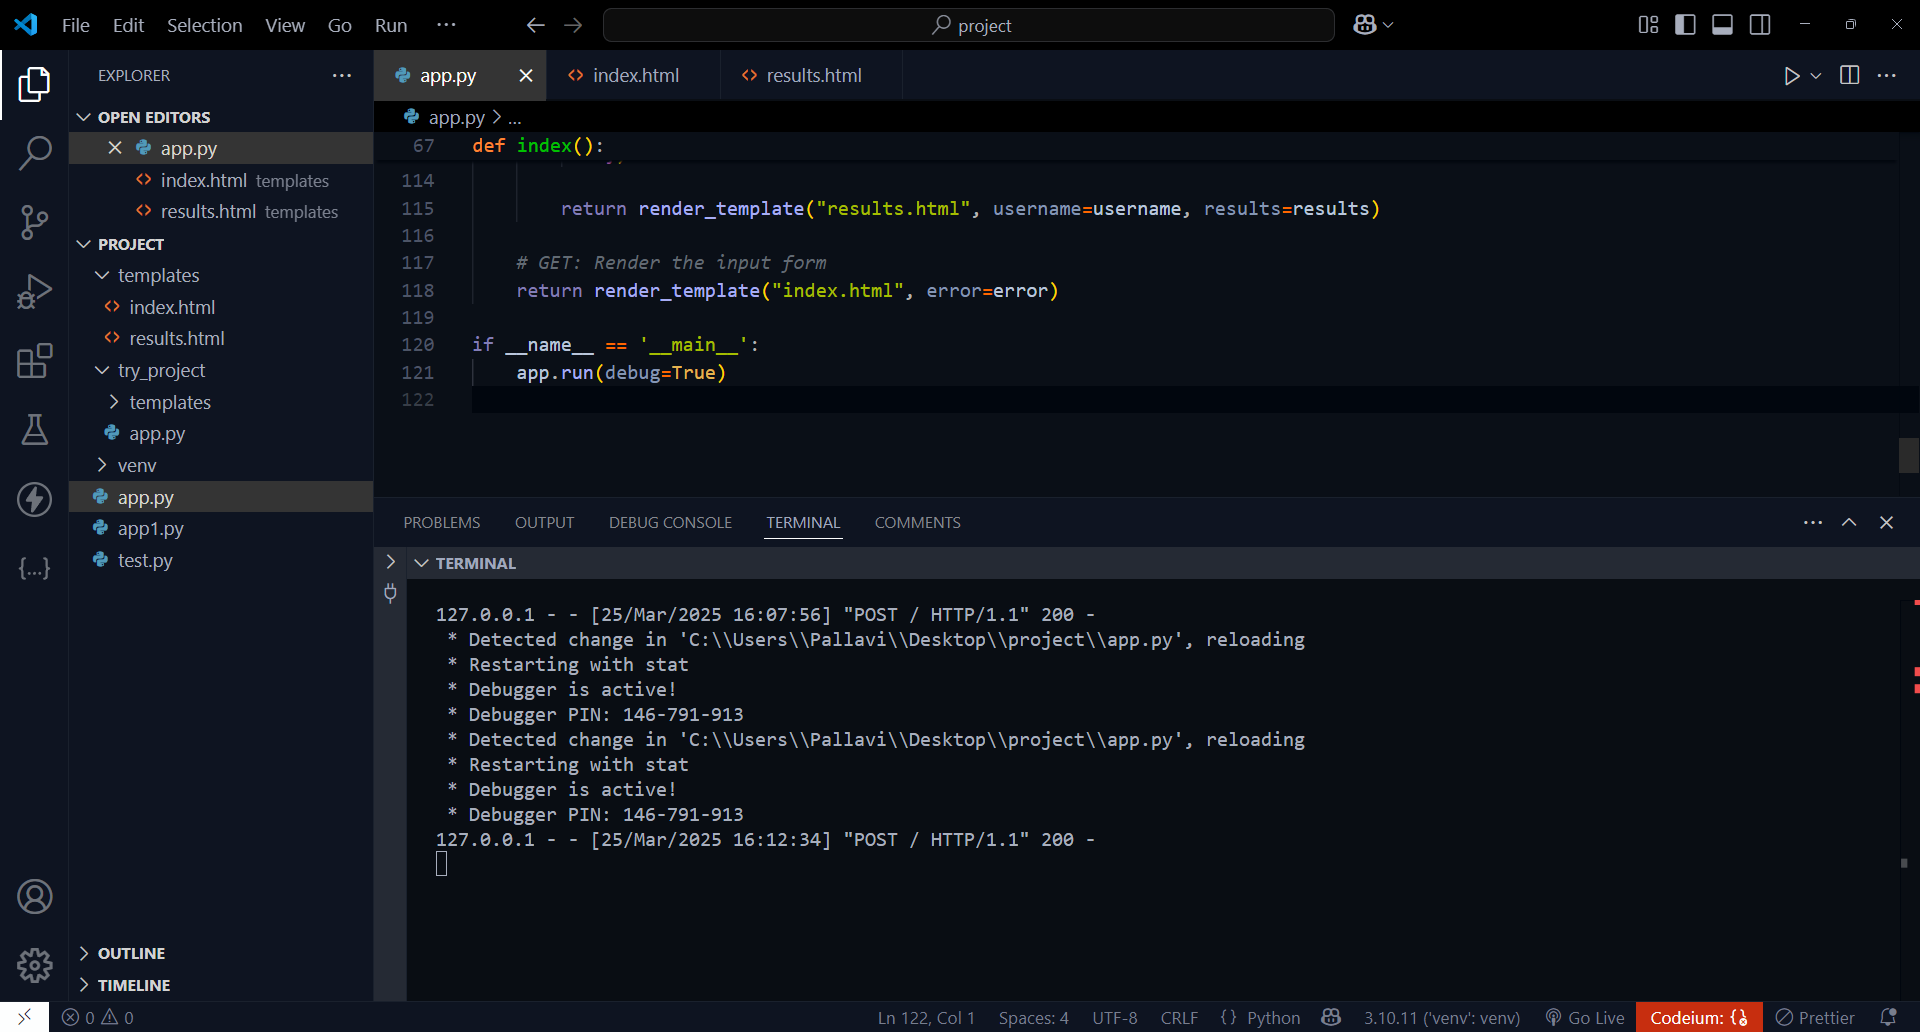 File Edit Selection View Go Run ···
project
EXPLORER ···
OPEN EDITORS
app.py
index.html templates
results.html templates
PROJECT
templates
index.html
results.html
try_project
templates
app.py
venv
app.py
app1.py
test.py
OUTLINE
TIMELINE
app.py index.html results.html
app.py > ...
67 def index():
114
115 return render_template("results.html", username=username, results=results)
116
117 # GET: Render the input form
118 return render_template("index.html", error=error)
119
120 if __name__ == '__main__':
121 app.run(debug=True)
122
PROBLEMS OUTPUT DEBUG CONSOLE TERMINAL COMMENTS
TERMINAL
127.0.0.1 - - [25/Mar/2025 16:07:56] "POST / HTTP/1.1" 200 -
* Detected change in 'C:\\Users\\Pallavi\\Desktop\\project\\app.py', reloading
* Restarting with stat
* Debugger is active!
* Debugger PIN: 146-791-913
* Detected change in 'C:\\Users\\Pallavi\\Desktop\\project\\app.py', reloading
* Restarting with stat
* Debugger is active!
* Debugger PIN: 146-791-913
127.0.0.1 - - [25/Mar/2025 16:12:34] "POST / HTTP/1.1" 200 -
0 0 Ln 122, Col 1 Spaces: 4 UTF-8 CRLF {} Python 3.10.11 ('venv': venv) Go Live Codeium: {} Prettier